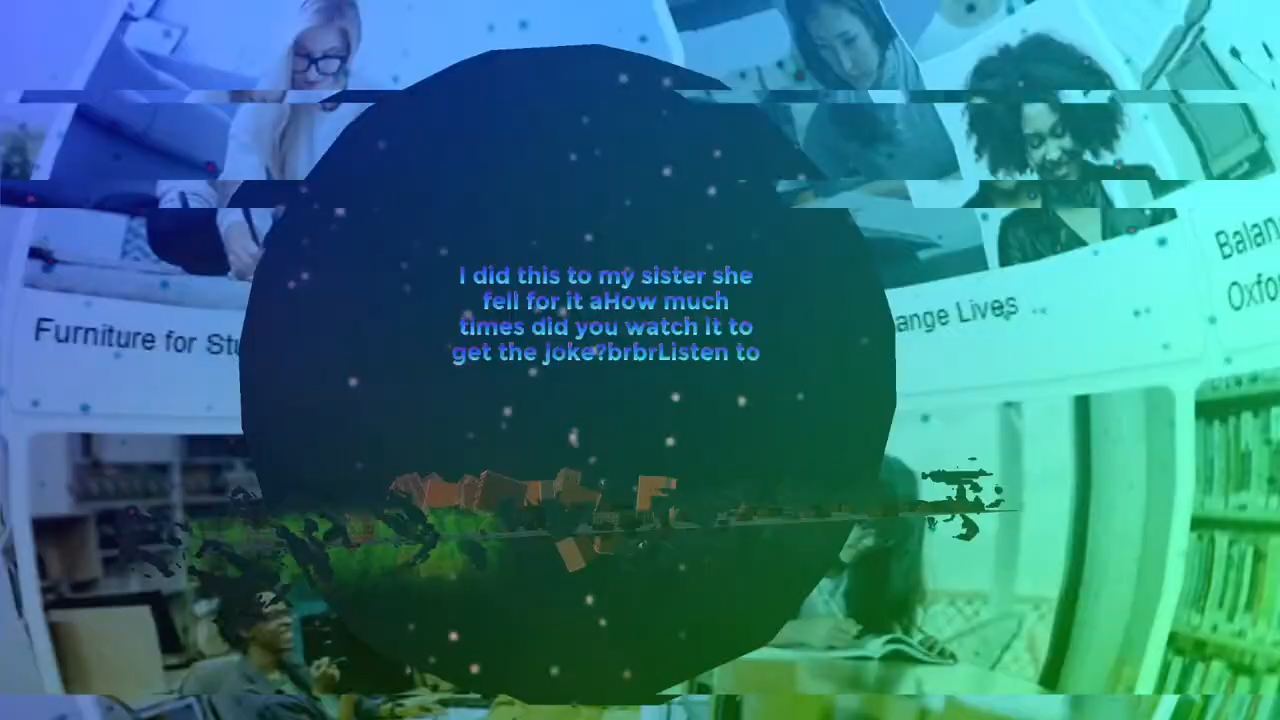 Balan
Oxfo
ange Lives
Furniture for Stu
I did this to my sister she
fell for it aHow much
times did you watch it to
get the joke?brbrListen to